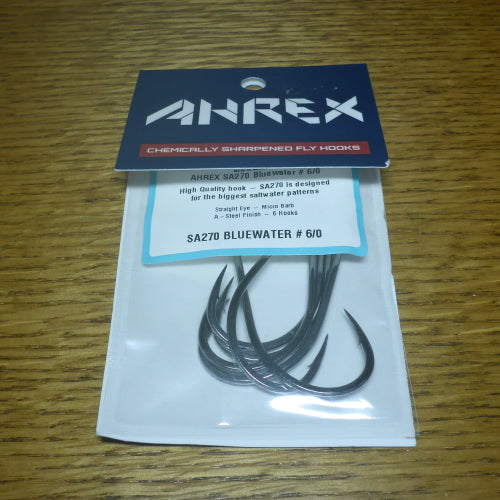 AHREX
CHEMICALLY SHARPENED FLY HOOKS
AHREX SA270 Bluewater # 6/0
High Quality hook – SA270 is designed
for the biggest saltwater patterns
Straight Eye – Micro Barb
A-Steel Finish – 6 Hooks
SA270 BLUEWATER # 6/0